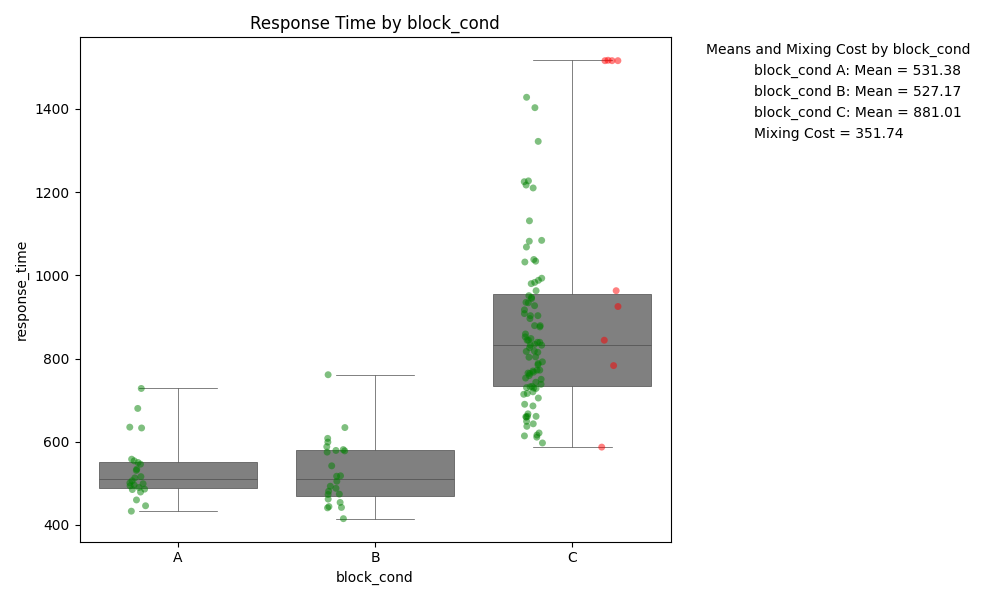 Response Time by block_cond
Means and Mixing Cost by block_cond
block_cond A: Mean = 531.38
block_cond B: Mean = 527.17
block_cond C: Mean = 881.01
Mixing Cost = 351.74
response_time
1400
1200
1000
800
600
400
A
B
C
block_cond